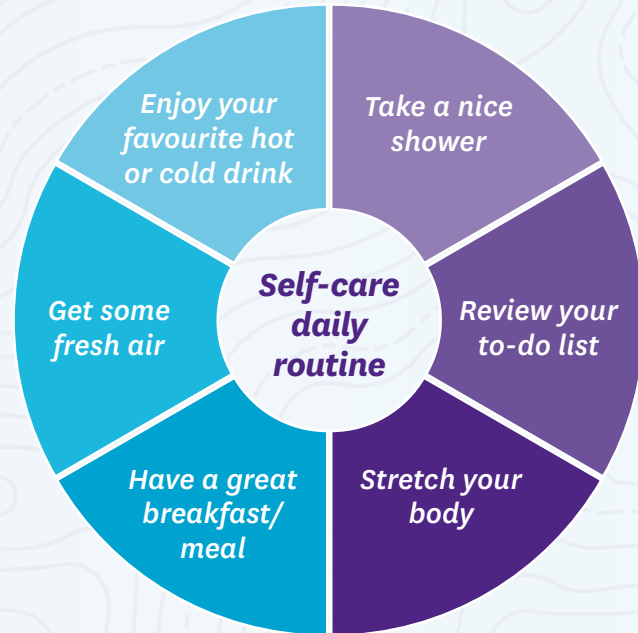 Self-care
daily
routine
Take a nice
shower
Review your
to-do list
Stretch your
body
Have a great
breakfast/
meal
Get some
fresh air
Enjoy your
favourite hot
or cold drink